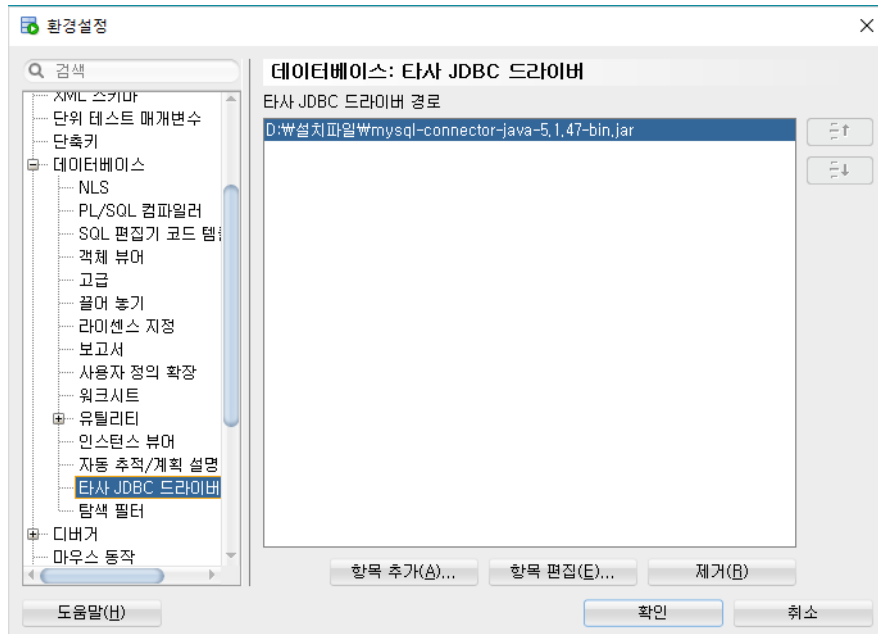 환경설정
검색
데이터베이스: 타사 JDBC 드라이버
XML 스키마
타사 JDBC 드라이버 경로
단위 테스트 매개변수
D:₩설치파일₩mysql-connector-java-5,1,47-bin,jar
단축키
데이터베이스
NLS
PL/SQL 컴파일러
SQL 편집기 코드
객체 뷰어
고급
끌어 놓기
라이센스 지정
보고서
사용자 정의 확장
워크시트
유틸리티
인스턴스 뷰어
자동 추적/계획 설명
타사 JDBC 드라이버
탐색 필터
디버거
마우스 동작
항목 추가(A)... 항목 편집(E)... 제거(R)
도움말(H) 확인 취소